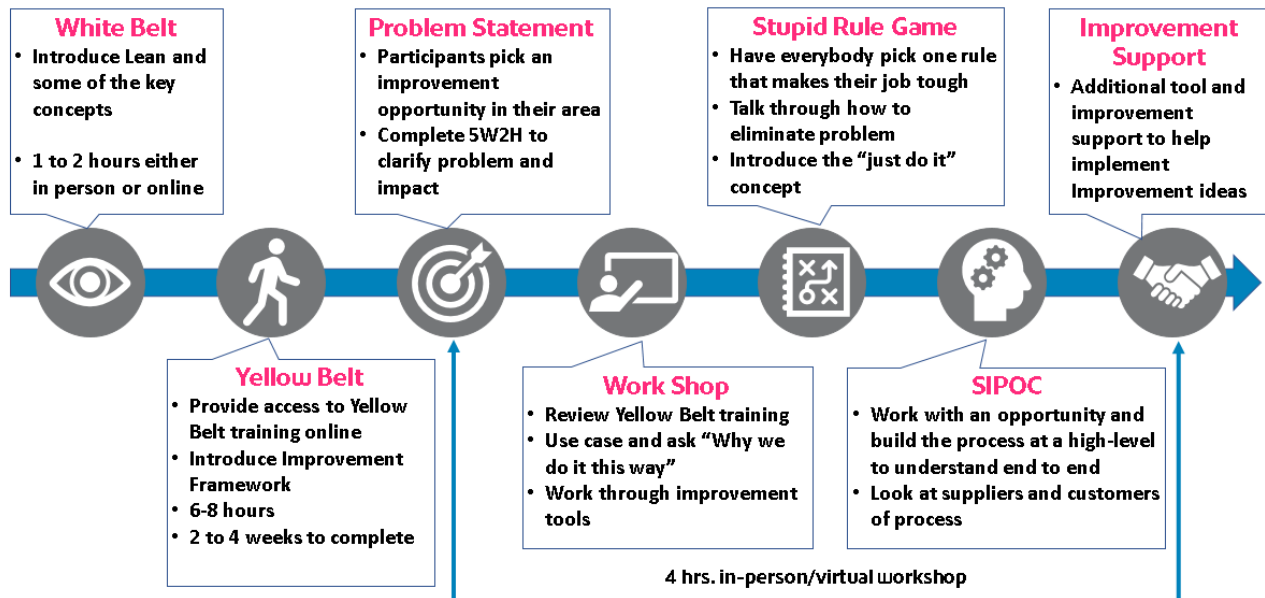 White Belt
• Introduce Lean and
some of the key
concepts
• 1 to 2 hours either
in person or online
Problem Statement
• Participants pick an
improvement
opportunity in their area
• Complete 5W2H to
clarify problem and
impact
Stupid Rule Game
• Have everybody pick one rule
that makes their job tough
• Talk through how to
eliminate problem
• Introduce the “just do it”
concept
Improvement
Support
• Additional tool and
improvement
support to help
implement
Improvement ideas
Yellow Belt
• Provide access to Yellow
Belt training online
• Introduce Improvement
Framework
• 6-8 hours
• 2 to 4 weeks to complete
Work Shop
• Review Yellow Belt training
• Use case and ask “Why we
do it this way”
• Work through improvement
tools
SIPOC
• Work with an opportunity and
build the process at a high-level
to understand end to end
• Look at suppliers and customers
of process
4 hrs. in-person/virtual workshop